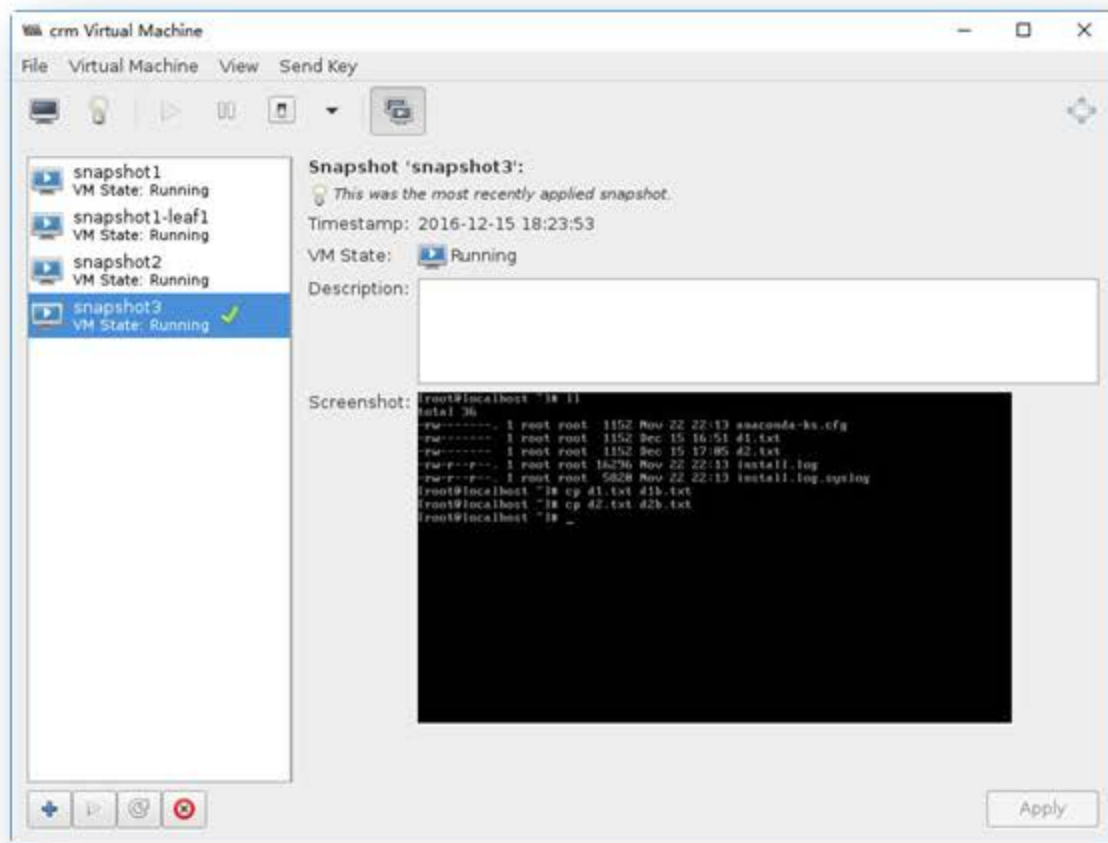 crm Virtual Machine
File Virtual Machine View Send Key
snapshot1
VM State: Running
snapshot1-leaf1
VM State: Running
snapshot2
VM State: Running
snapshot3
VM State: Running
Snapshot 'snapshot3':
This was the most recently applied snapshot.
Timestamp: 2016-12-15 18:23:53
VM State: Running
Description:
Screenshot:
[root@localhost ~]# ll
total 36
-rw-------. 1 root root 1152 Nov 22 22:13 anaconda-ks.cfg
-rw------- 1 root root 1152 Dec 15 16:51 d1.txt
-rw------- 1 root root 1152 Dec 15 17:05 d2.txt
-rw-r--r--. 1 root root 16296 Nov 22 22:13 install.log
-rw-r--r--. 1 root root 5020 Nov 22 22:13 install.log.syslog
[root@localhost ~]# cp d1.txt d1b.txt
[root@localhost ~]# cp d2.txt d2b.txt
[root@localhost ~]# _
Apply